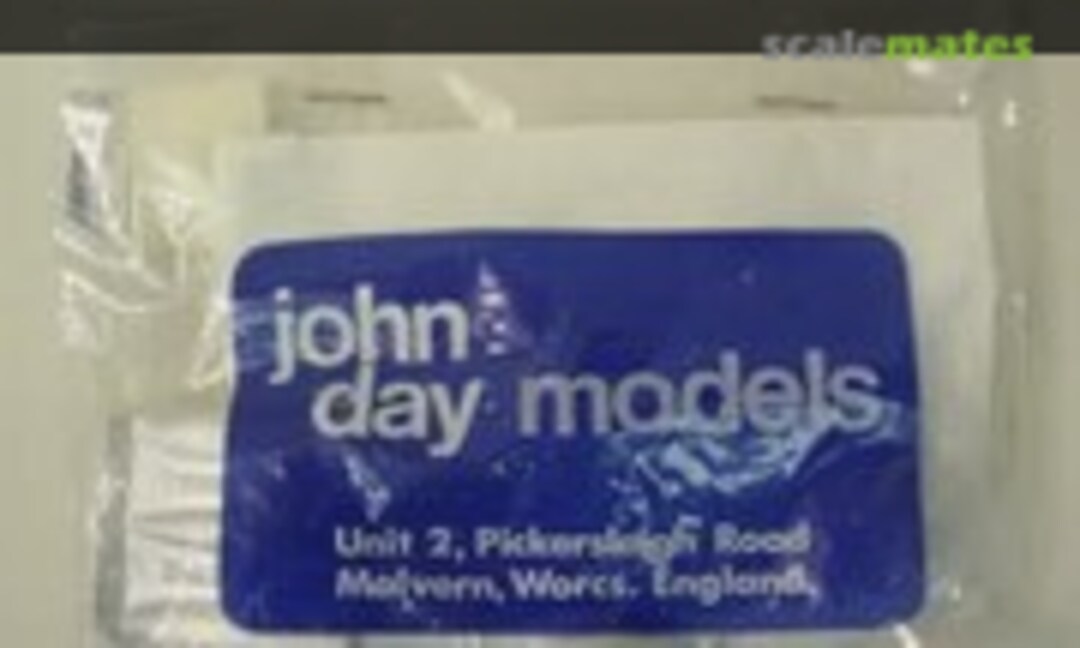 scalemates
john
day models
Unit 2, Pickersleigh Road
Malvern, Worcs. England.